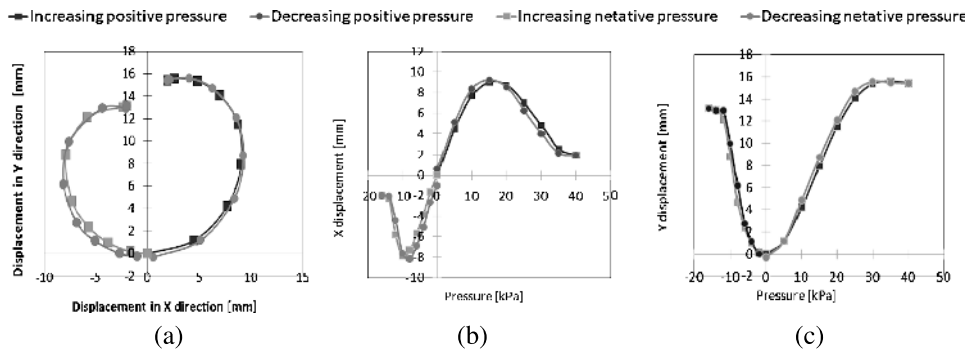 Increasing positive pressure Decreasing positive pressure Increasing netative pressure Decreasing netative pressure
Displacement in Y direction [mm]
18
16
14
12
10
8
6
4
2
0
-2
-10 -5 0 5 10 15
Displacement in X direction [mm]
(a)
X displacement [mm]
12
10
8
6
4
2
0
-2
-4
-6
-8
-10
-20 -10 0 10 20 30 40 50
Pressure [kPa]
(b)
Y displacement [mm]
18
16
14
12
10
8
6
4
2
0
-2
-20 -10 0 10 20 30 40 50
Pressure [kPa]
(c)